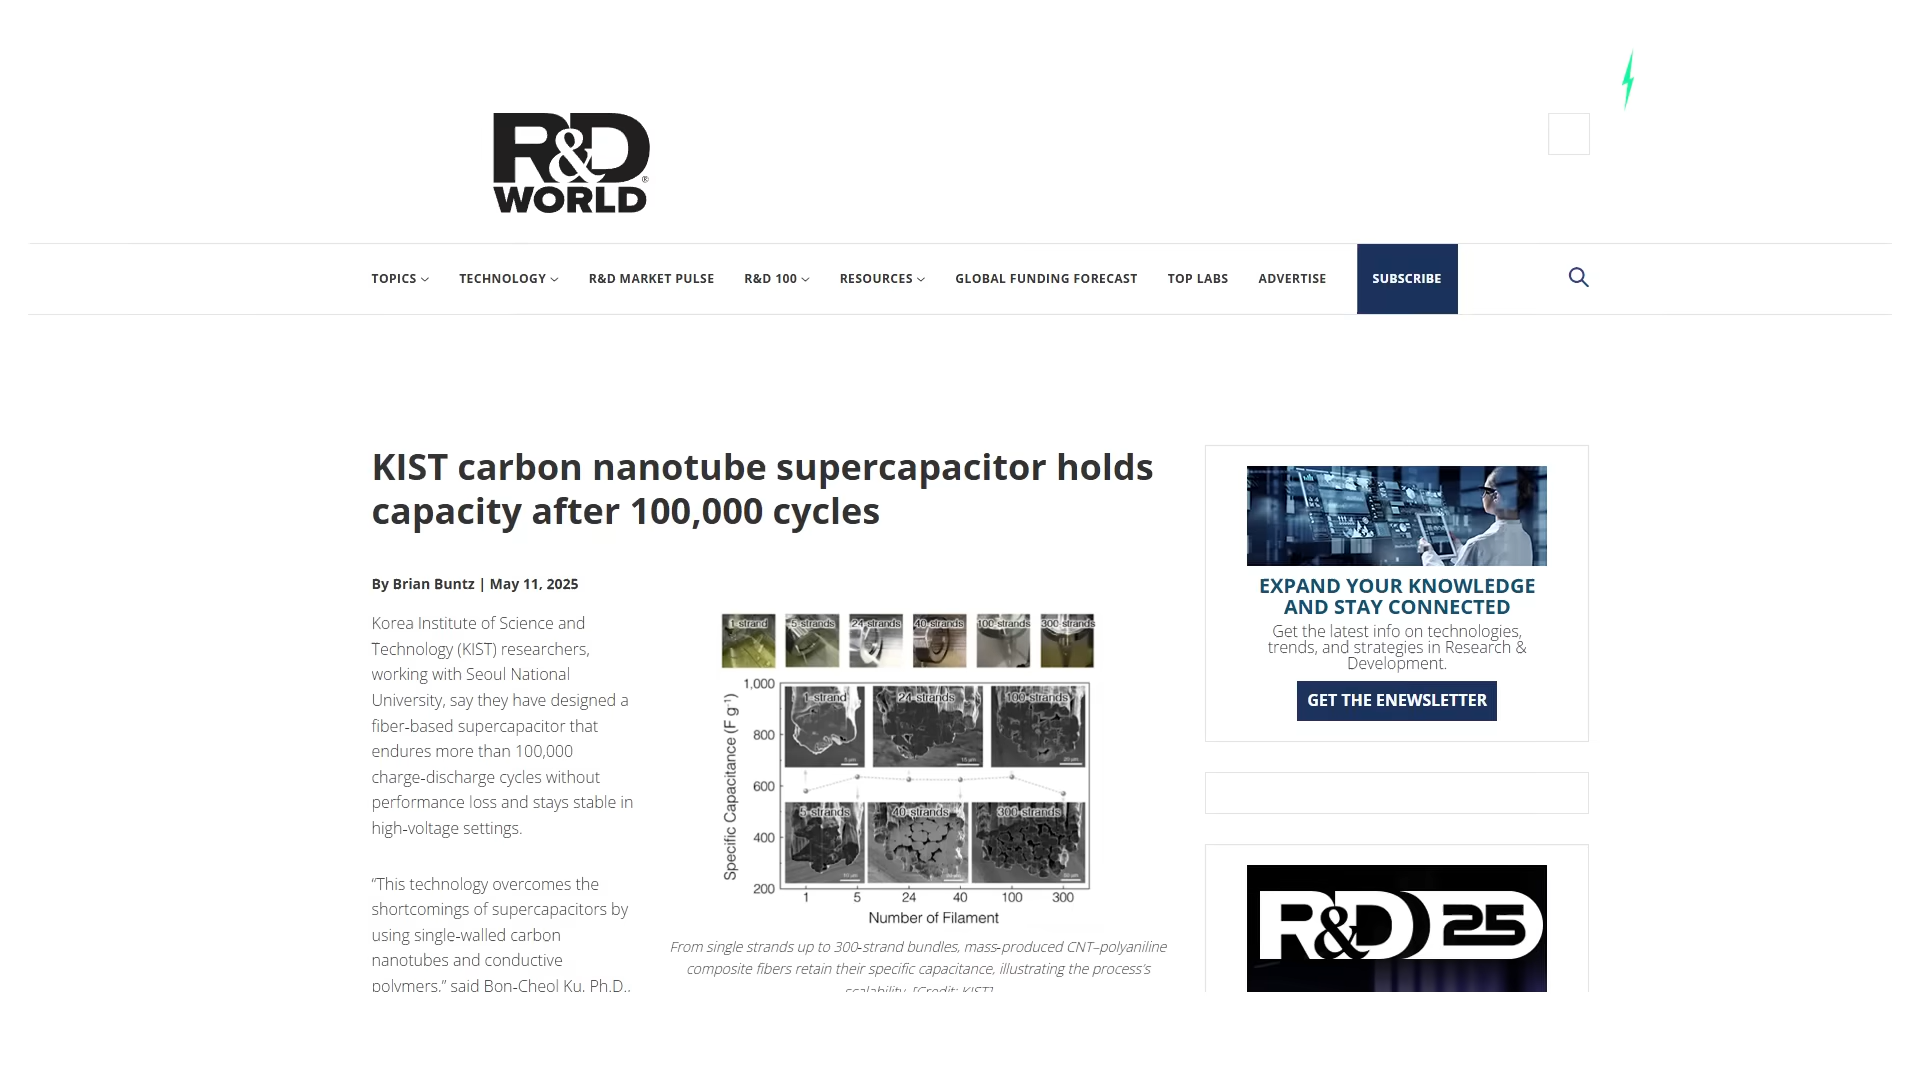 R&D
WORLD
TOPICS TECHNOLOGY R&D MARKET PULSE R&D 100 RESOURCES GLOBAL FUNDING FORECAST TOP LABS ADVERTISE SUBSCRIBE
KIST carbon nanotube supercapacitor holds
capacity after 100,000 cycles
By Brian Buntz | May 11, 2025
Korea Institute of Science and
Technology (KIST) researchers,
working with Seoul National
University, say they have designed a
fiber-based supercapacitor that
endures more than 100,000
charge-discharge cycles without
performance loss and stays stable in
high-voltage settings.
“This technology overcomes the
shortcomings of supercapacitors by
using single-walled carbon
nanotubes and conductive
polymers,” said Bon-Cheol Ku, Ph.D.,
1-strand 5-strands 24-strands 40-strands 100-strands 300-strands
Specific Capacitance (F g⁻¹)
1,000
800
600
400
200
1-strand 24-strands 100-strands
5-strands 40-strands 300-strands
1 5 24 40 100 300
Number of Filament
From single strands up to 300-strand bundles, mass-produced CNT–polyaniline
composite fibers retain their specific capacitance, illustrating the process’s
scalability. [Credit: KIST]
EXPAND YOUR KNOWLEDGE
AND STAY CONNECTED
Get the latest info on technologies,
trends, and strategies in Research &
Development.
GET THE ENEWSLETTER
R&D 25